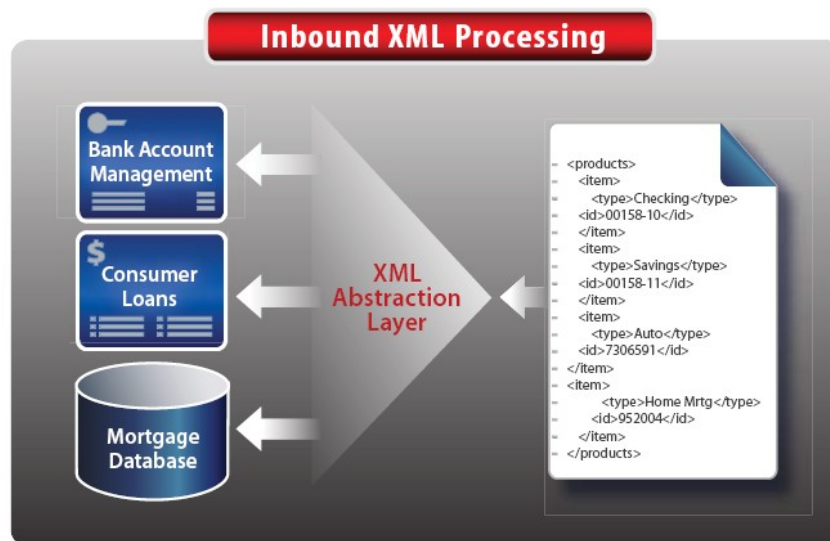 Inbound XML Processing
Bank Account
Management
$
Consumer
Loans
Mortgage
Database
XML
Abstraction
Layer
<products>
<item>
<type>Checking</type>
<id>00158-10</id>
</item>
<item>
<type>Savings</type>
<id>00158-11</id>
</item>
<item>
<type>Auto</type>
<id>7306591</id>
</item>
<item>
<type>Home Mrtg</type>
<id>952004</id>
</item>
</products>